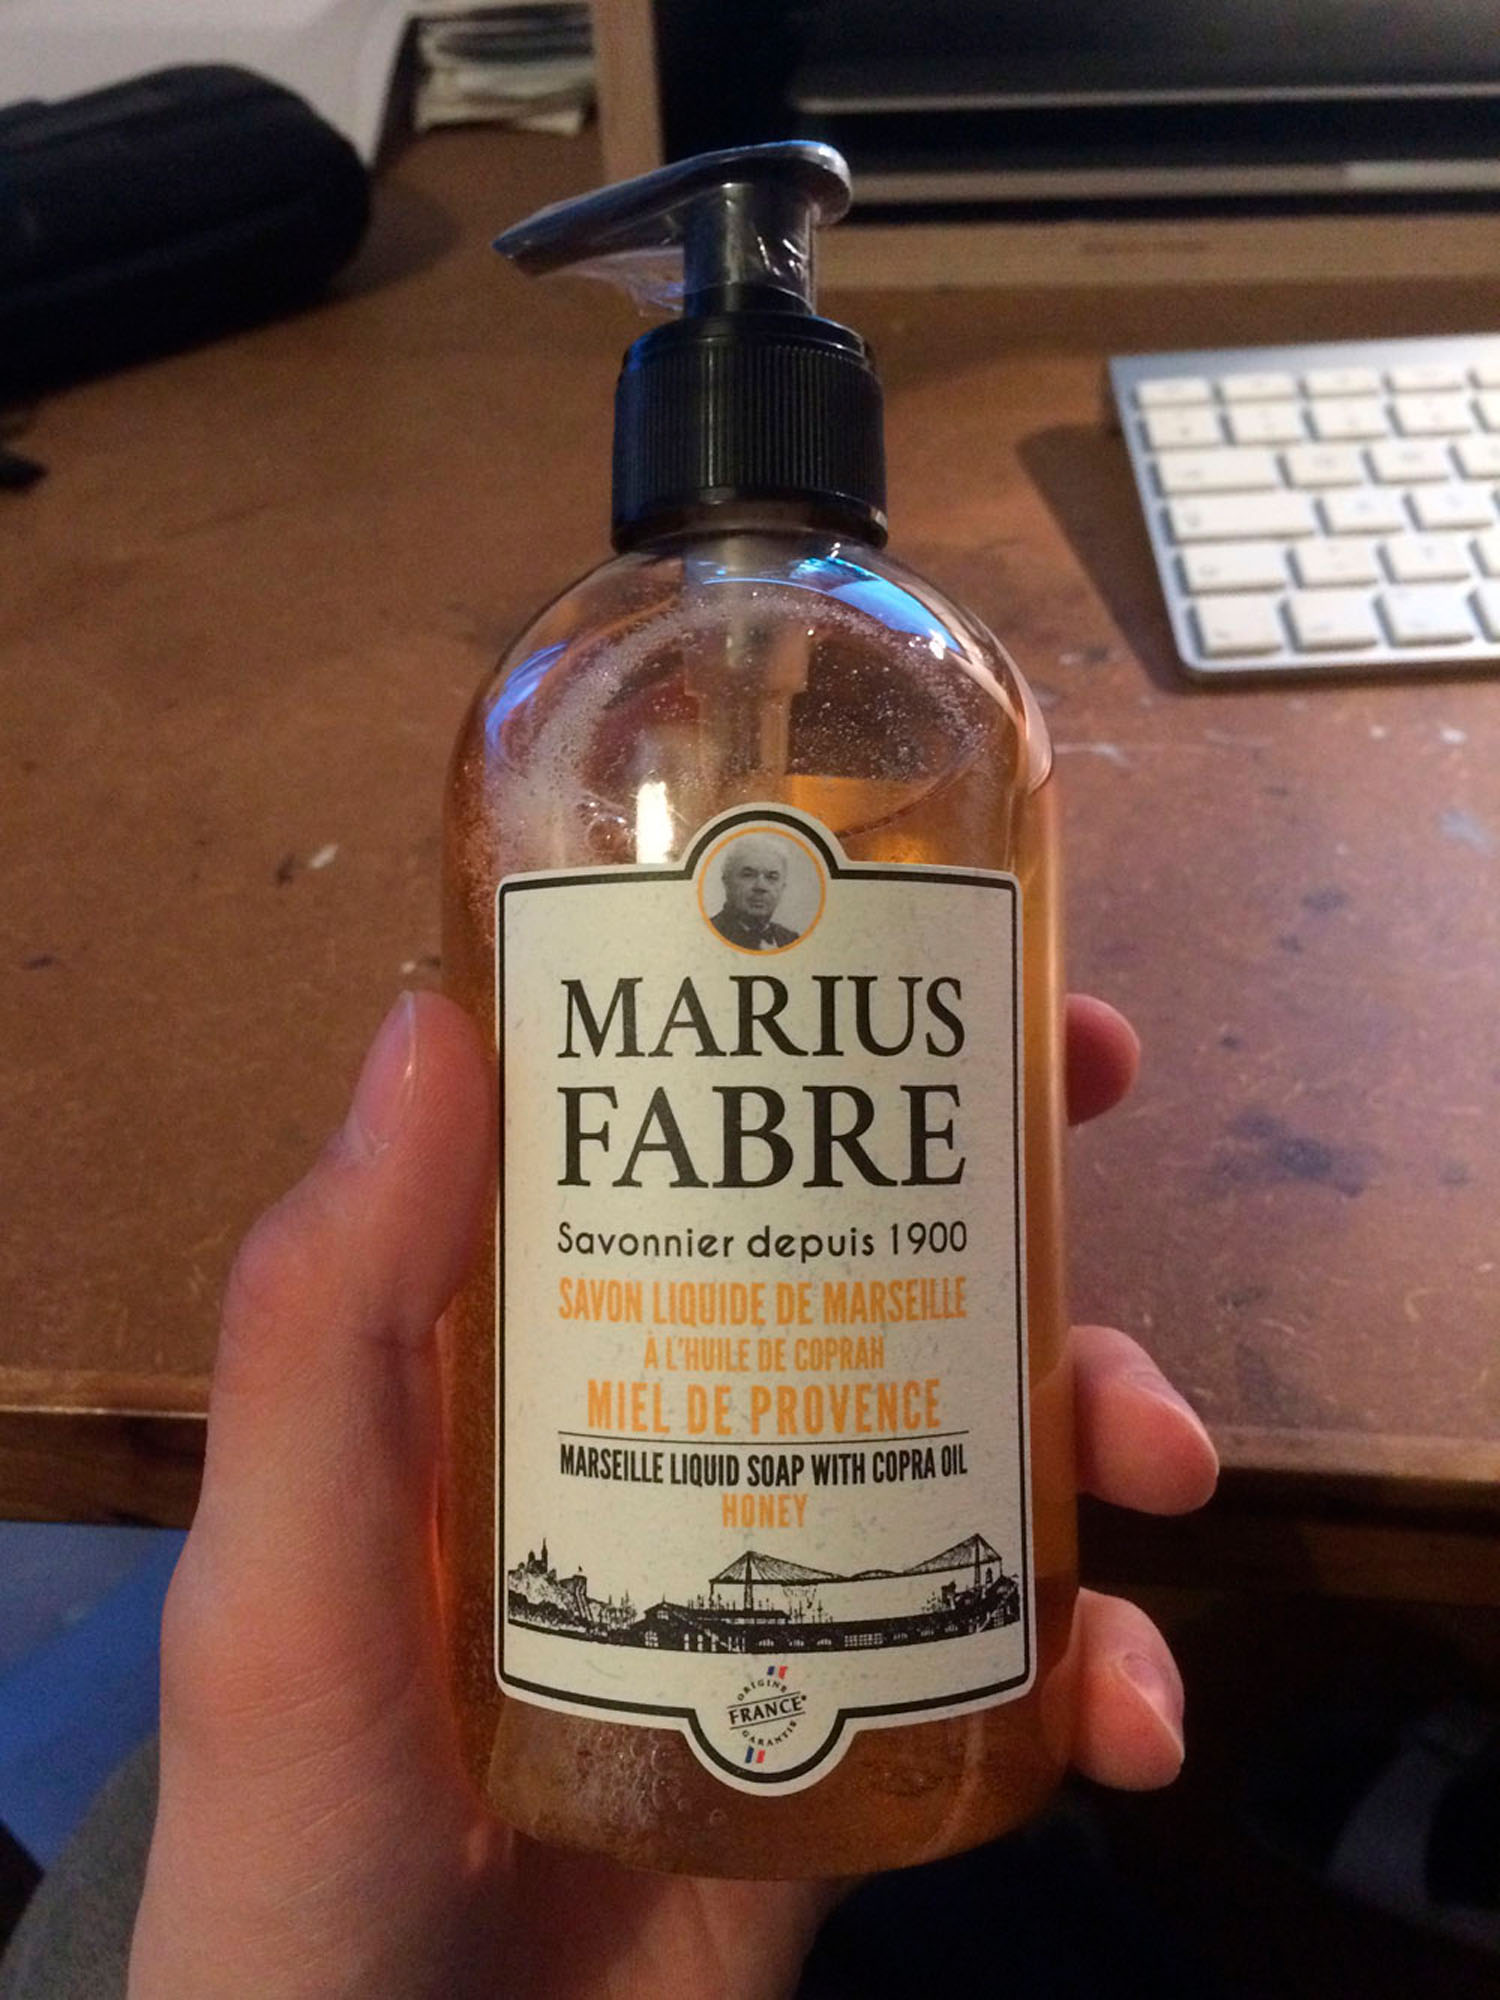 MARIUS
FABRE
Savonnier depuis 1900
SAVON LIQUIDE DE MARSEILLE
À L'HUILE DE COPRAH
MIEL DE PROVENCE
MARSEILLE LIQUID SOAP WITH COPRA OIL
HONEY
ORIGINE
FRANCE
GARANTIE